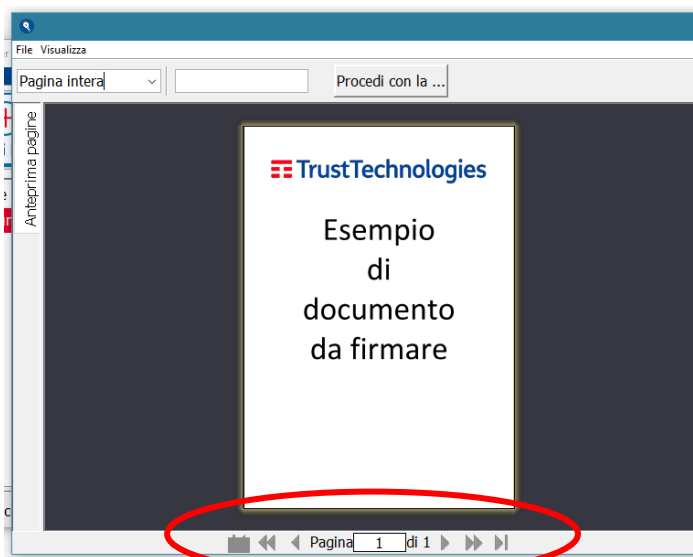 File Visualizza
Pagina intera
Procedi con la ...
Anteprima pagine
TrustTechnologies
Esempio
di
documento
da firmare
Pagina 1 di 1